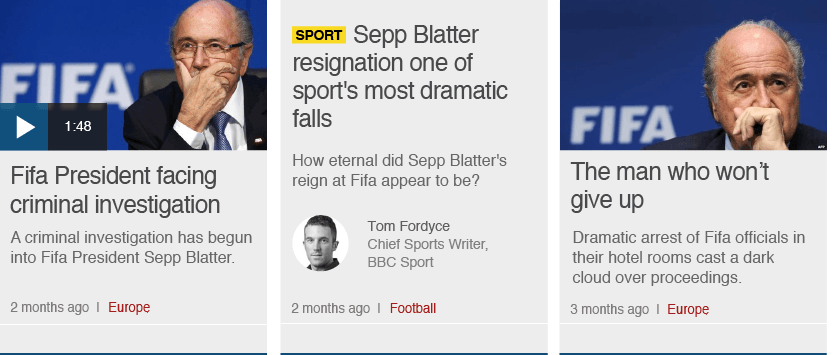 FIFA
1:48
Fifa President facing
criminal investigation
A criminal investigation has begun
into Fifa President Sepp Blatter.
2 months ago | Europe
SPORT Sepp Blatter
resignation one of
sport's most dramatic
falls
How eternal did Sepp Blatter's
reign at Fifa appear to be?
Tom Fordyce
Chief Sports Writer,
BBC Sport
2 months ago | Football
FIFA
AFP
The man who won't
give up
Dramatic arrest of Fifa officials in
their hotel rooms cast a dark
cloud over proceedings.
3 months ago | Europe